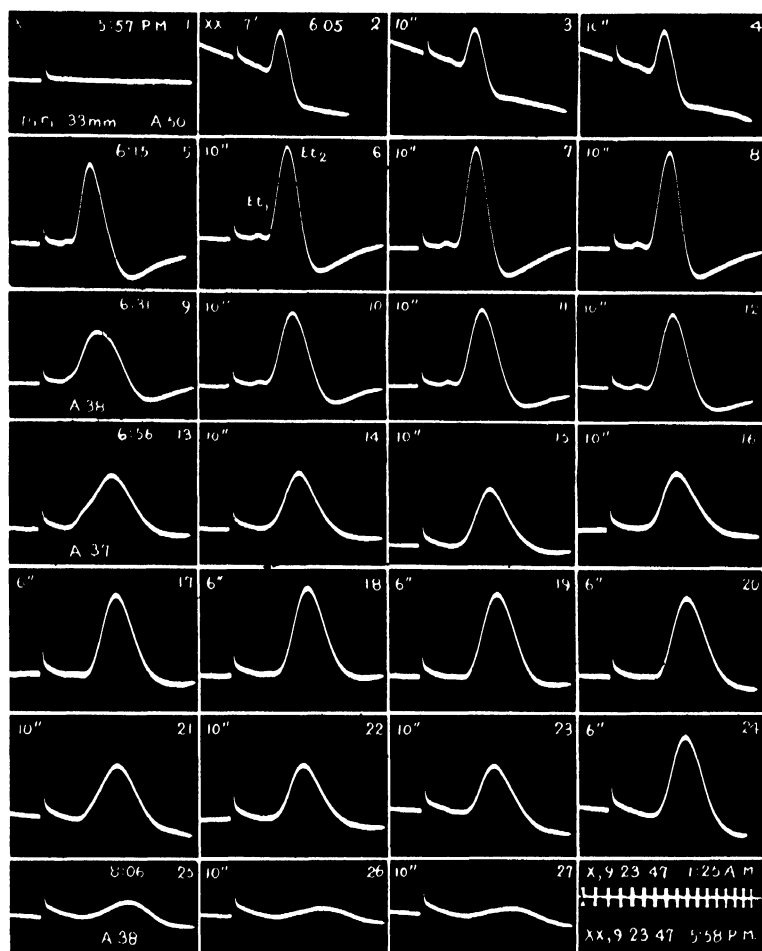 X 5:57 PM 1
33mm A 50
XX 7' 6:05 2
10" 3
10" 4
6:15 5
10" Et₂ 6
Et₁
10" 7
10" 8
6:31 9
A 38
10" 10
10" 11
10" 12
6:56 13
A 37
10" 14
10" 15
10" 16
6" 17
6" 18
6" 19
6" 20
10" 21
10" 22
10" 23
6" 24
8:06 25
A 38
10" 26
10" 27
X, 9 23 47 1:25 A M
XX, 9 23 47 5:58 P.M.